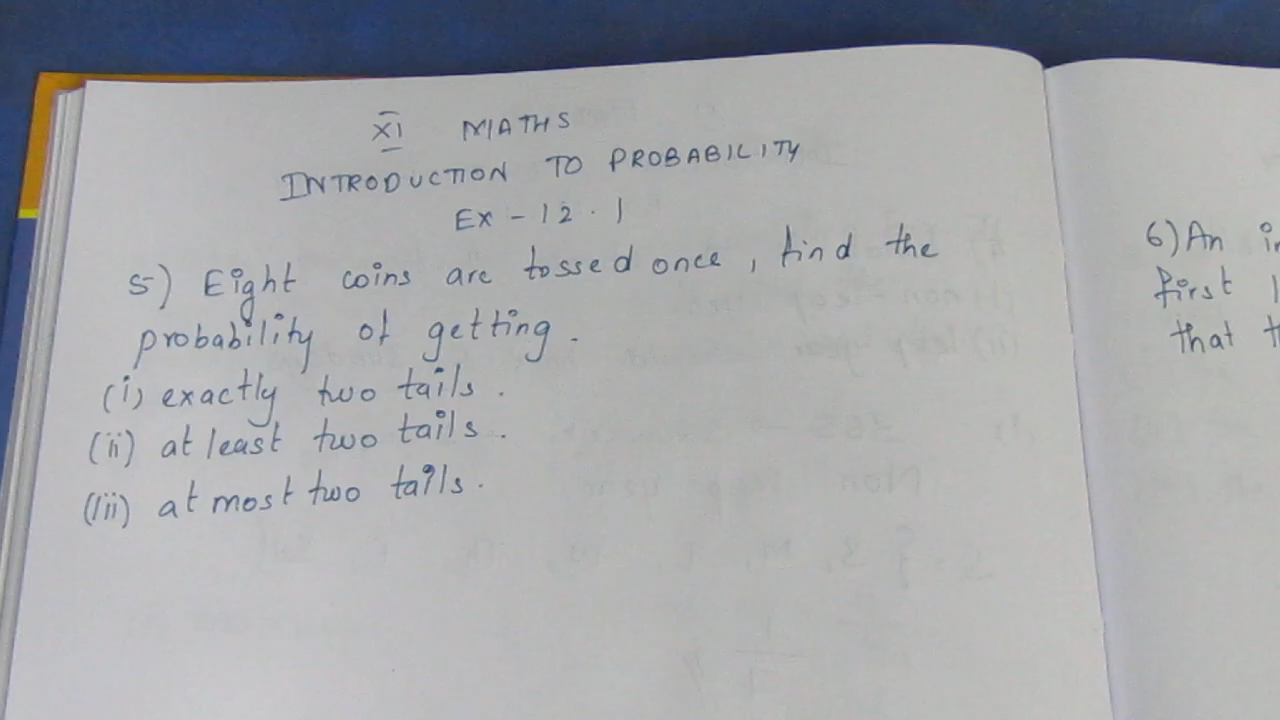 XI MATHS
INTRODUCTION TO PROBABILITY
Ex - 12.1
5) Eight coins are tossed once, find the
probability of getting.
(i) exactly two tails.
(ii) at least two tails.
(iii) at most two tails.
6) An
first
that